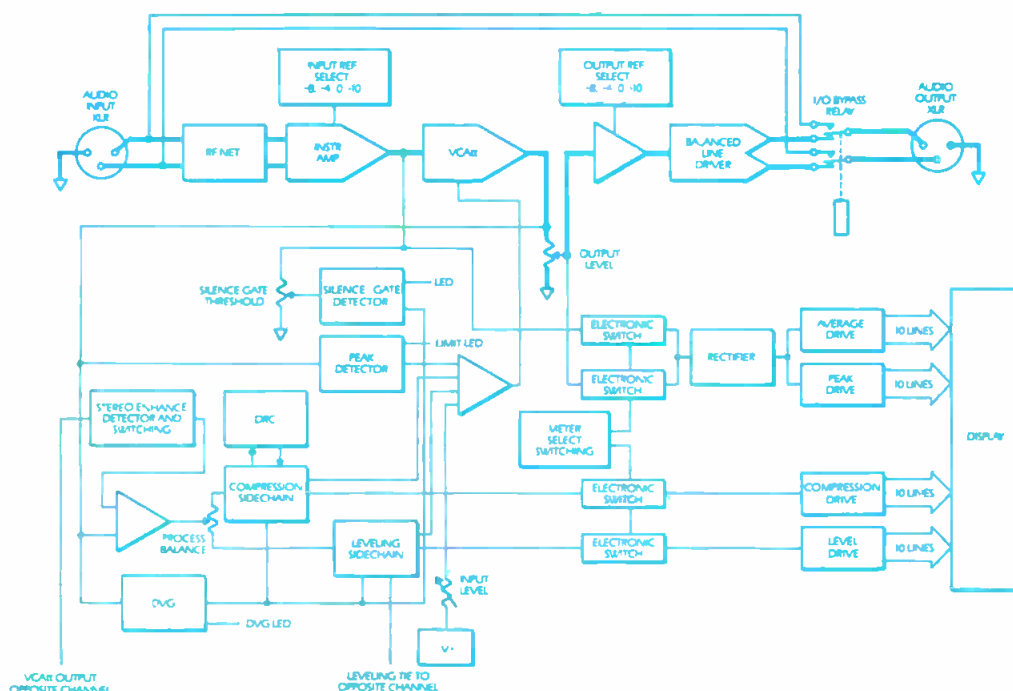 INPUT REF
SELECT
-8, -4 0 -10
OUTPUT REF
SELECT
-8, -4 0 -10
AUDIO
INPUT
XLR
I/O BYPASS
RELAY
AUDIO
OUTPUT
XLR
RF NET
INSTR
AMP
BALANCED
LINE
DRIVER
OUTPUT
LEVEL
SILENCE GATE
THRESHOLD
SILENCE GATE
DETECTOR
LED
LIMIT LED
PEAK
DETECTOR
ELECTRONIC
SWITCH
ELECTRONIC
SWITCH
RECTIFIER
AVERAGE
DRIVE
10 LINES
PEAK
DRIVE
10 LINES
DISPLAY
STEREO ENHANCE
DETECTOR AND
SWITCHING
DRC
METER
SELECT
SWITCHING
COMPRESSION
SIDECHAIN
ELECTRONIC
SWITCH
COMPRESSION
DRIVE
10 LINES
PROCESS
BALANCE
LEVELING
SIDECHAIN
ELECTRONIC
SWITCH
LEVEL
DRIVE
10 LINES
DVG
DVG LED
INPUT
LEVEL
OUTPUT
OPPOSITE CHANNEL
LEVELING TIE TO
OPPOSITE CHANNEL